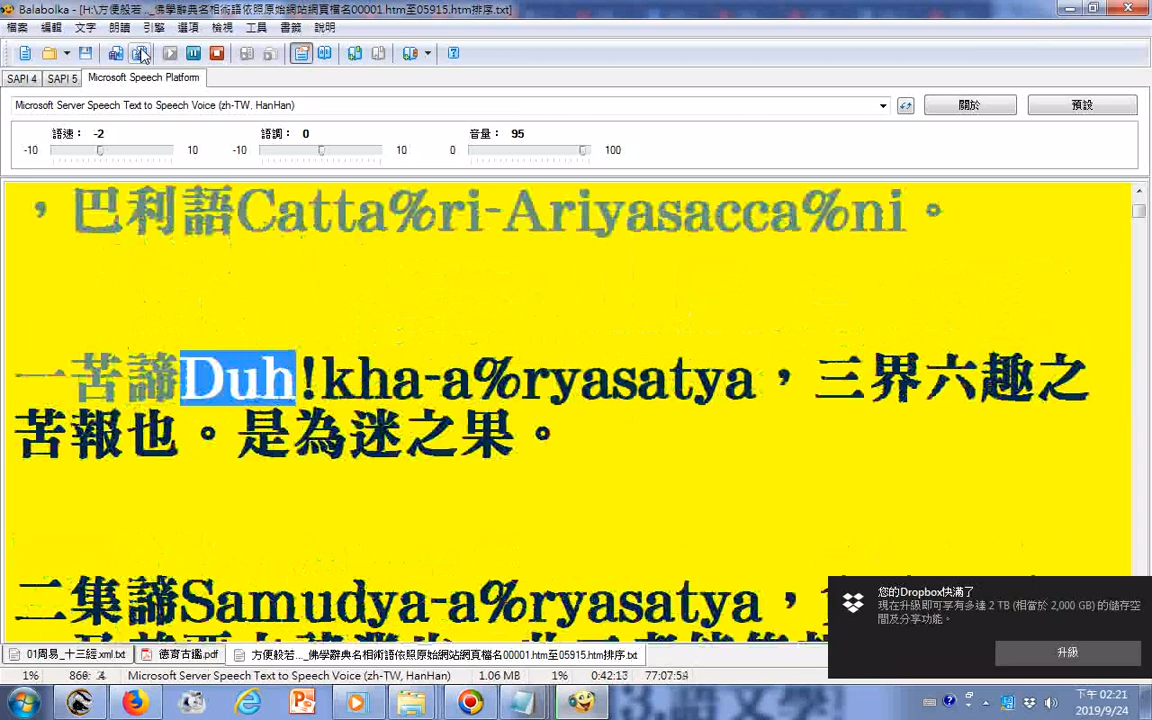 Balabolka - [H:\方便般若..._佛學辭典名相術語依照原始網站網頁檔名00001.htm至05915.htm排序.txt]
檔案 編輯 文字 朗讀 引擎 選項 檢視 工具 書籤 說明
SAPI 4 SAPI 5 Microsoft Speech Platform
Microsoft Server Speech Text to Speech Voice (zh-TW, HanHan) 關於 預設
語速： -2 語調： 0 音量： 95
-10 10 -10 10 0 100
，巴利語Catta%ri-Ariyasacca%ni。
一苦諦Duh!kha-a%ryasatya，三界六趣之
苦報也。是為迷之果。
二集諦Samudya-a%ryasatya，
您的Dropbox快滿了
現在升級即可享有多達 2 TB (相當於 2,000 GB) 的儲存空
間及分享功能。
升級
01周易_十三經.xml.txt 德育古鑑.pdf 方便般若..._佛學辭典名相術語依照原始網站網頁檔名00001.htm至05915.htm排序.txt
1% Microsoft Server Speech Text to Speech Voice (zh-TW, HanHan) 1.06 MB 1% 0:42:13
下午 02:21
2019/9/24